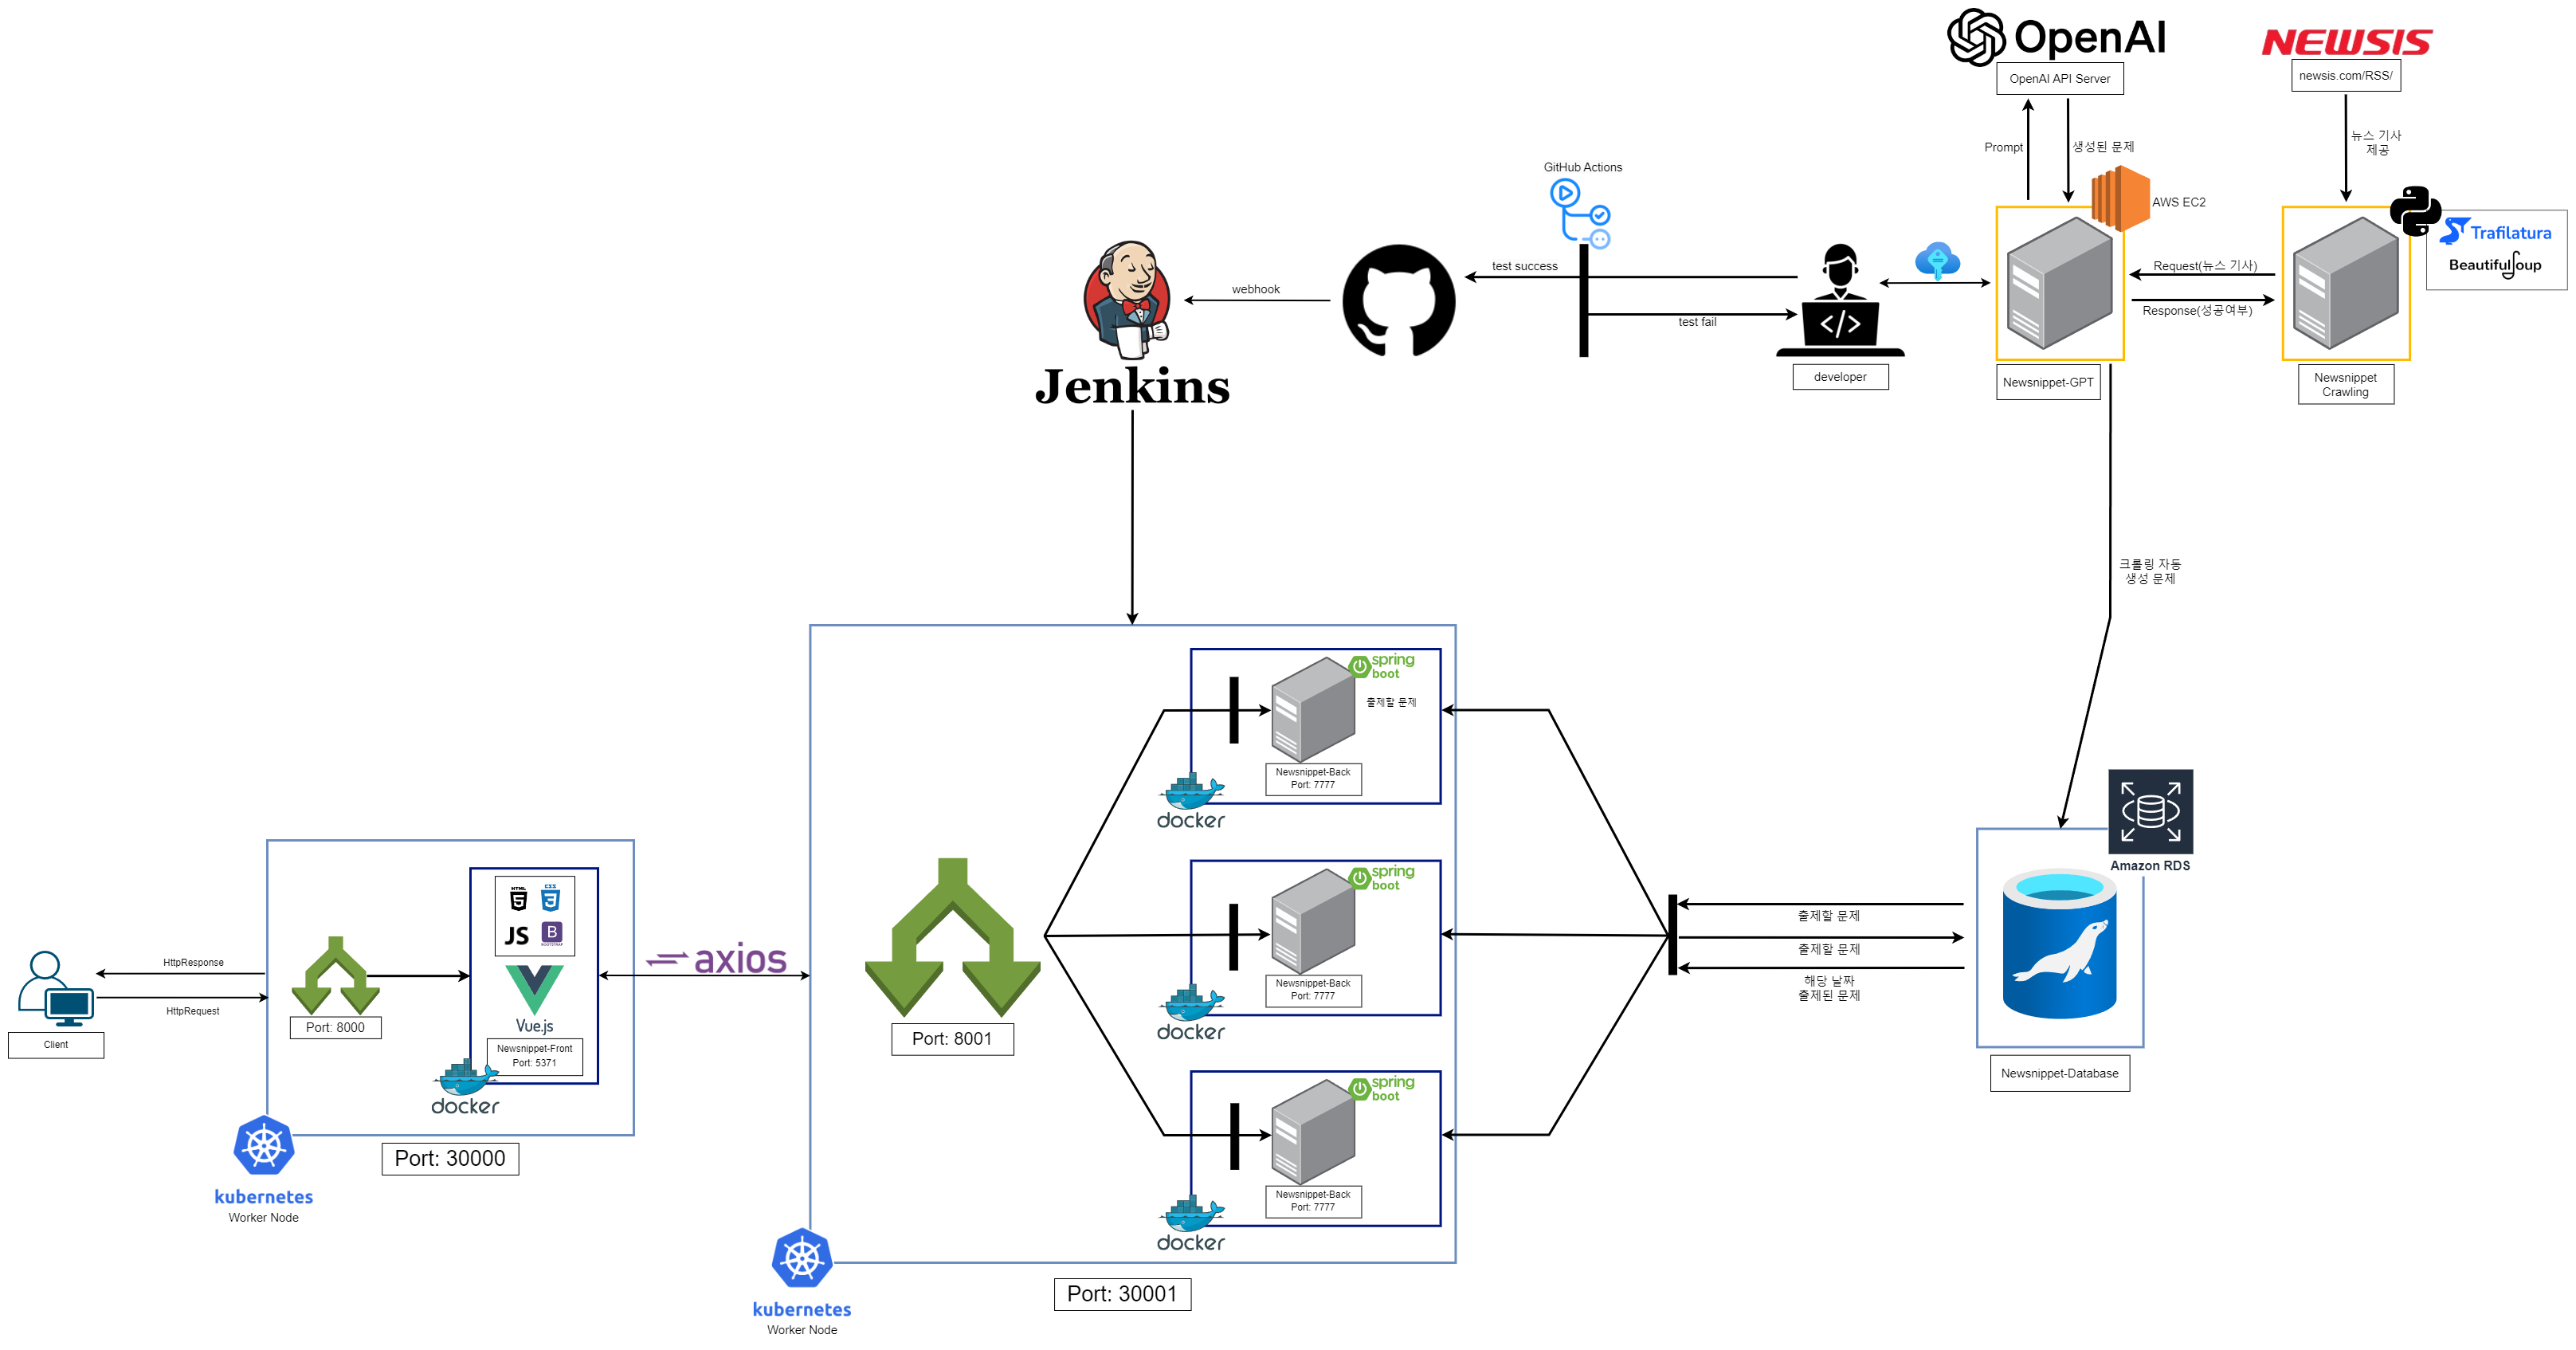 OpenAI
OpenAI API Server
NEWSIS
newsis.com/RSS/
Prompt
생성된 문제
뉴스 기사
제공
GitHub Actions
AWS EC2
Trafilatura
BeautifulSoup
test success
webhook
test fail
Request(뉴스 기사)
Response(성공여부)
Jenkins
developer
Newsnippet-GPT
Newsnippet
Crawling
크롤링 자동
생성 문제
spring
boot
출제할 문제
Newsnippet-Back
Port: 7777
docker
spring
boot
Newsnippet-Back
Port: 7777
docker
spring
boot
Newsnippet-Back
Port: 7777
docker
Amazon RDS
출제할 문제
출제할 문제
해당 날짜
출제된 문제
Newsnippet-Database
HTML
5
CSS
3
JS
B
BOOTSTRAP
Vue.js
Newsnippet-Front
Port: 5371
docker
axios
HttpResponse
HttpRequest
Client
Port: 8000
Port: 8001
Port: 30000
kubernetes
Worker Node
Port: 30001
kubernetes
Worker Node